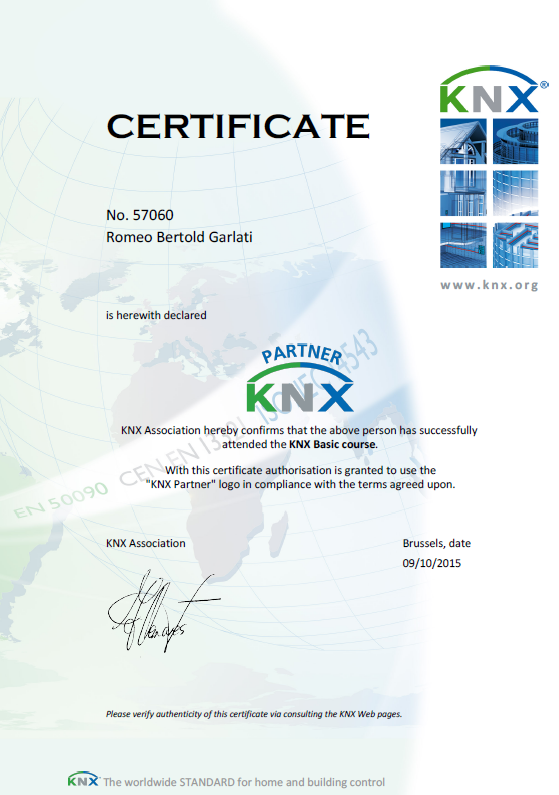 KNX®
CERTIFICATE
No. 57060
Romeo Bertold Garlati
www.knx.org
is herewith declared
PARTNER
KNX
KNX Association hereby confirms that the above person has successfully
attended the KNX Basic course.
With this certificate authorisation is granted to use the
"KNX Partner" logo in compliance with the terms agreed upon.
EN 50090 CEN EN 13321 ISO/IEC 14543
KNX Association
Brussels, date
09/10/2015
Please verify authenticity of this certificate via consulting the KNX Web pages.
KNX The worldwide STANDARD for home and building control